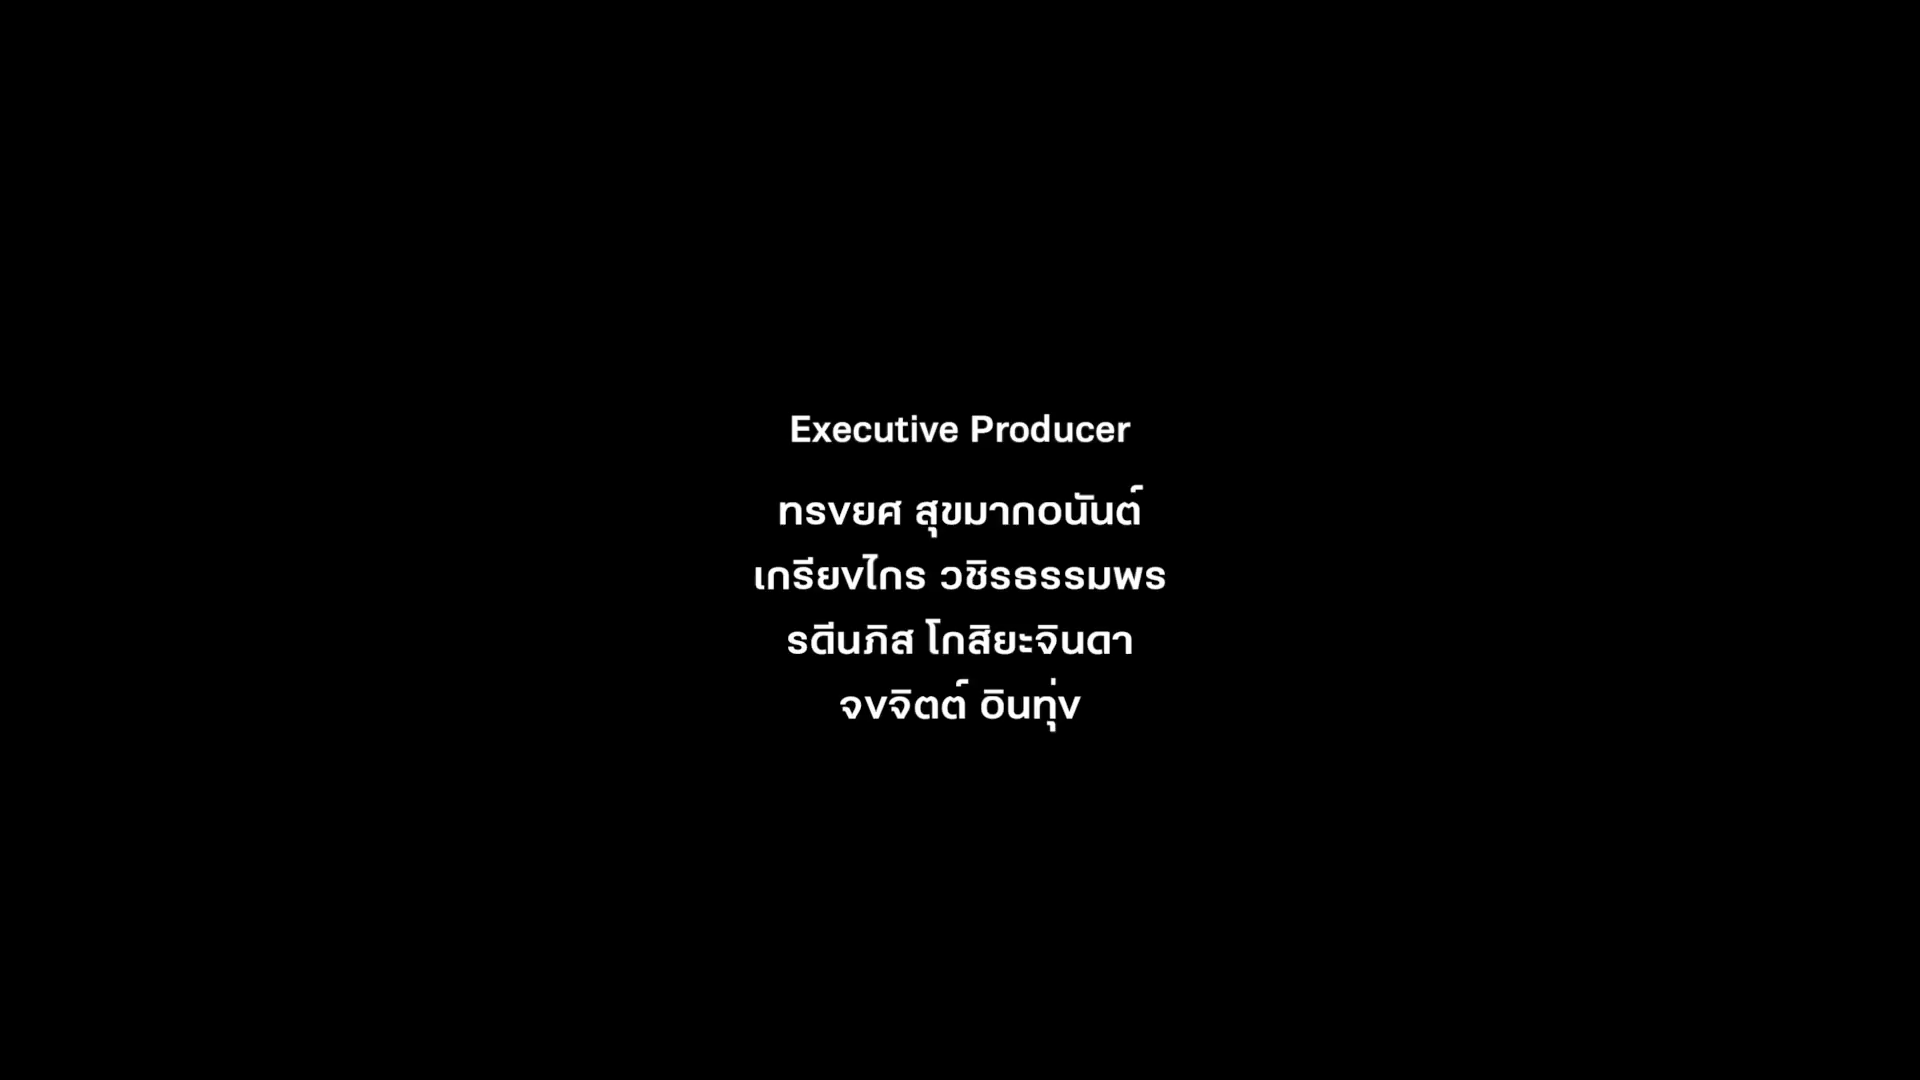 Executive Producer
ทรงยศ สุขมากอนันต์
เกรียงไกร วชิรธรรมพร
รดีนภิส โกสิยะจินดา
จงจิตต์ อินทุ่ง